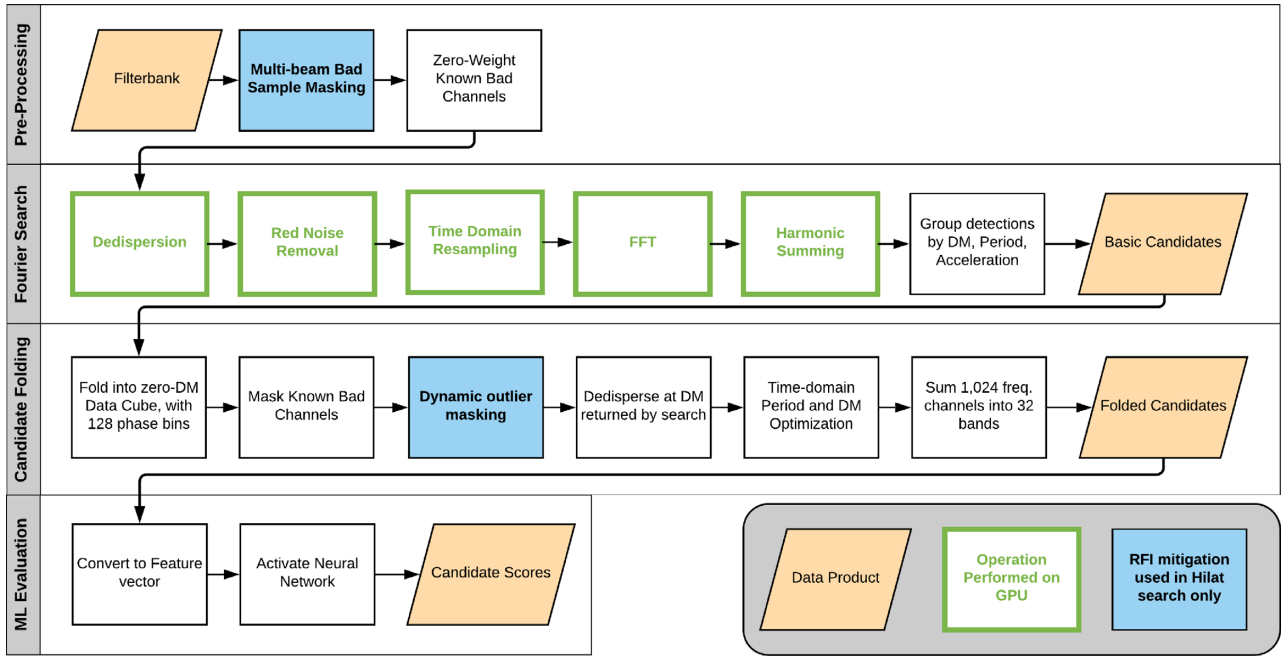 Pre-Processing
Filterbank
Multi-beam Bad
Sample Masking
Zero-Weight
Known Bad
Channels
Fourier Search
Dedispersion
Red Noise
Removal
Time Domain
Resampling
FFT
Harmonic
Summing
Group detections
by DM, Period,
Acceleration
Basic Candidates
Candidate Folding
Fold into zero-DM
Data Cube, with
128 phase bins
Mask Known Bad
Channels
Dynamic outlier
masking
Dedisperse at DM
returned by search
Time-domain
Period and DM
Optimization
Sum 1,024 freq.
channels into 32
bands
Folded Candidates
ML Evaluation
Convert to Feature
vector
Activate Neural
Network
Candidate Scores
Data Product
Operation
Performed on
GPU
RFI mitigation
used in Hilat
search only